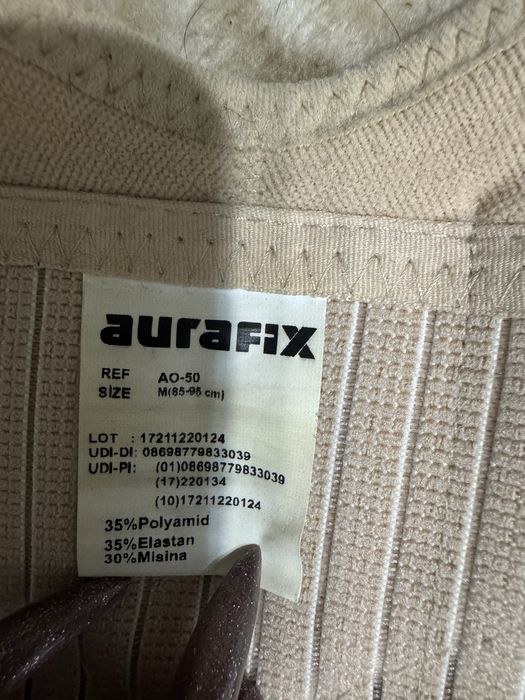 aurafix
REF AO-50
SIZE M(85-95 cm)
LOT : 17211220124
UDI-DI: 08698779833039
UDI-PI: (01)08698779833039
(17)220134
(10)17211220124
35%Polyamid
35%Elastan
30%Misina